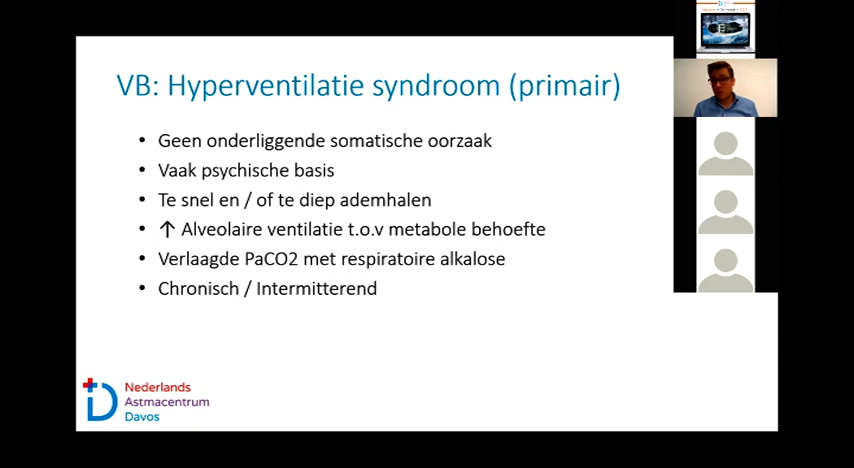 VB: Hyperventilatie syndroom (primair)
• Geen onderliggende somatische oorzaak
• Vaak psychische basis
• Te snel en / of te diep ademhalen
• ↑ Alveolaire ventilatie t.o.v metabole behoefte
• Verlaagde PaCO2 met respiratoire alkalose
• Chronisch / Intermitterend
Nederlands
Astmacentrum
Davos